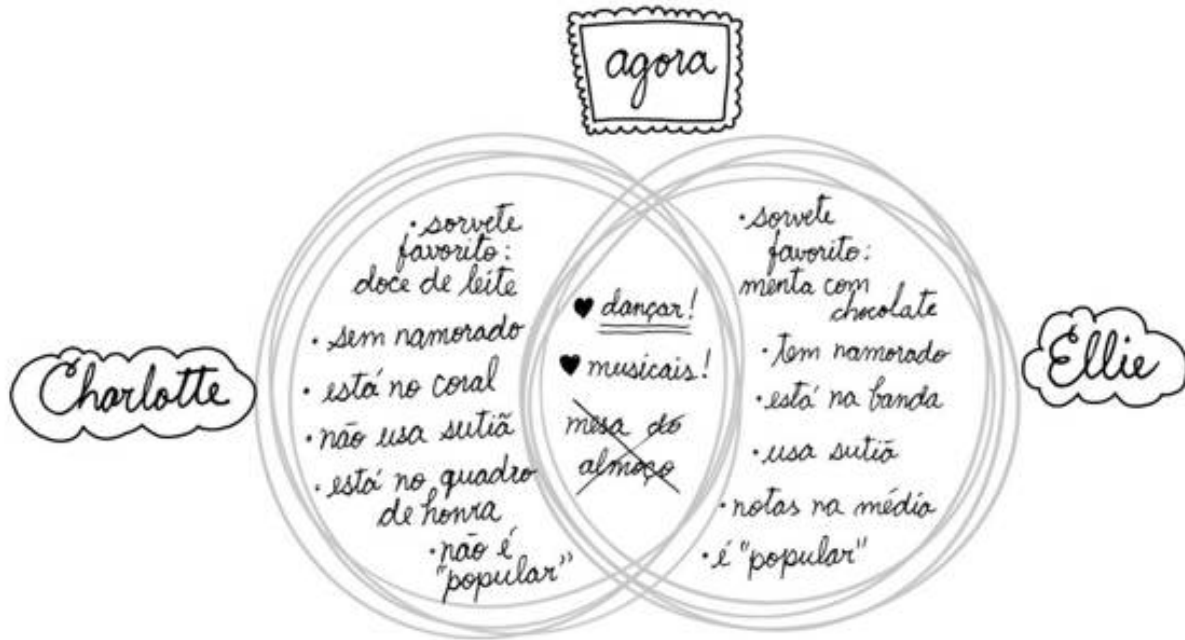 agora
Charlotte
• sorvete
favorito:
doce de leite
• sem namorado
• está no coral
• não usa sutiã
• está no quadro
de honra
• não é
"popular"
♥ dançar!
♥ musicais!
mesa do
almoço
• sorvete
favorito:
menta com
chocolate
• tem namorado
• está na banda
• usa sutiã
• notas na média
• é "popular"
Ellie